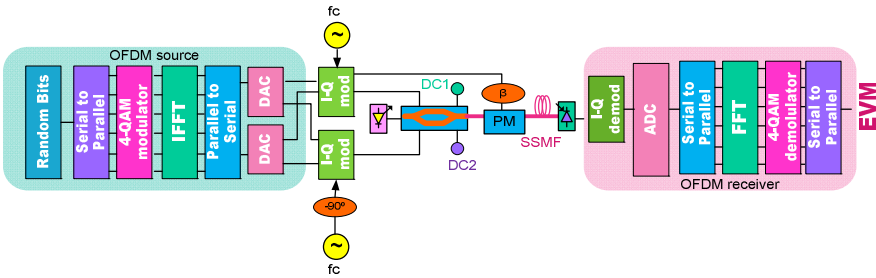 fc
~
OFDM source
Random Bits
Serial to
Parallel
4-QAM
modulator
IFFT
Parallel to
Serial
DAC
DAC
I-Q
mod
I-Q
mod
-90º
~
fc
DC1
DC2
β
PM
SSMF
I-Q
demod
ADC
Serial to
Parallel
FFT
4-QAM
demolulator
Serial to
Parallel
OFDM receiver
EVM